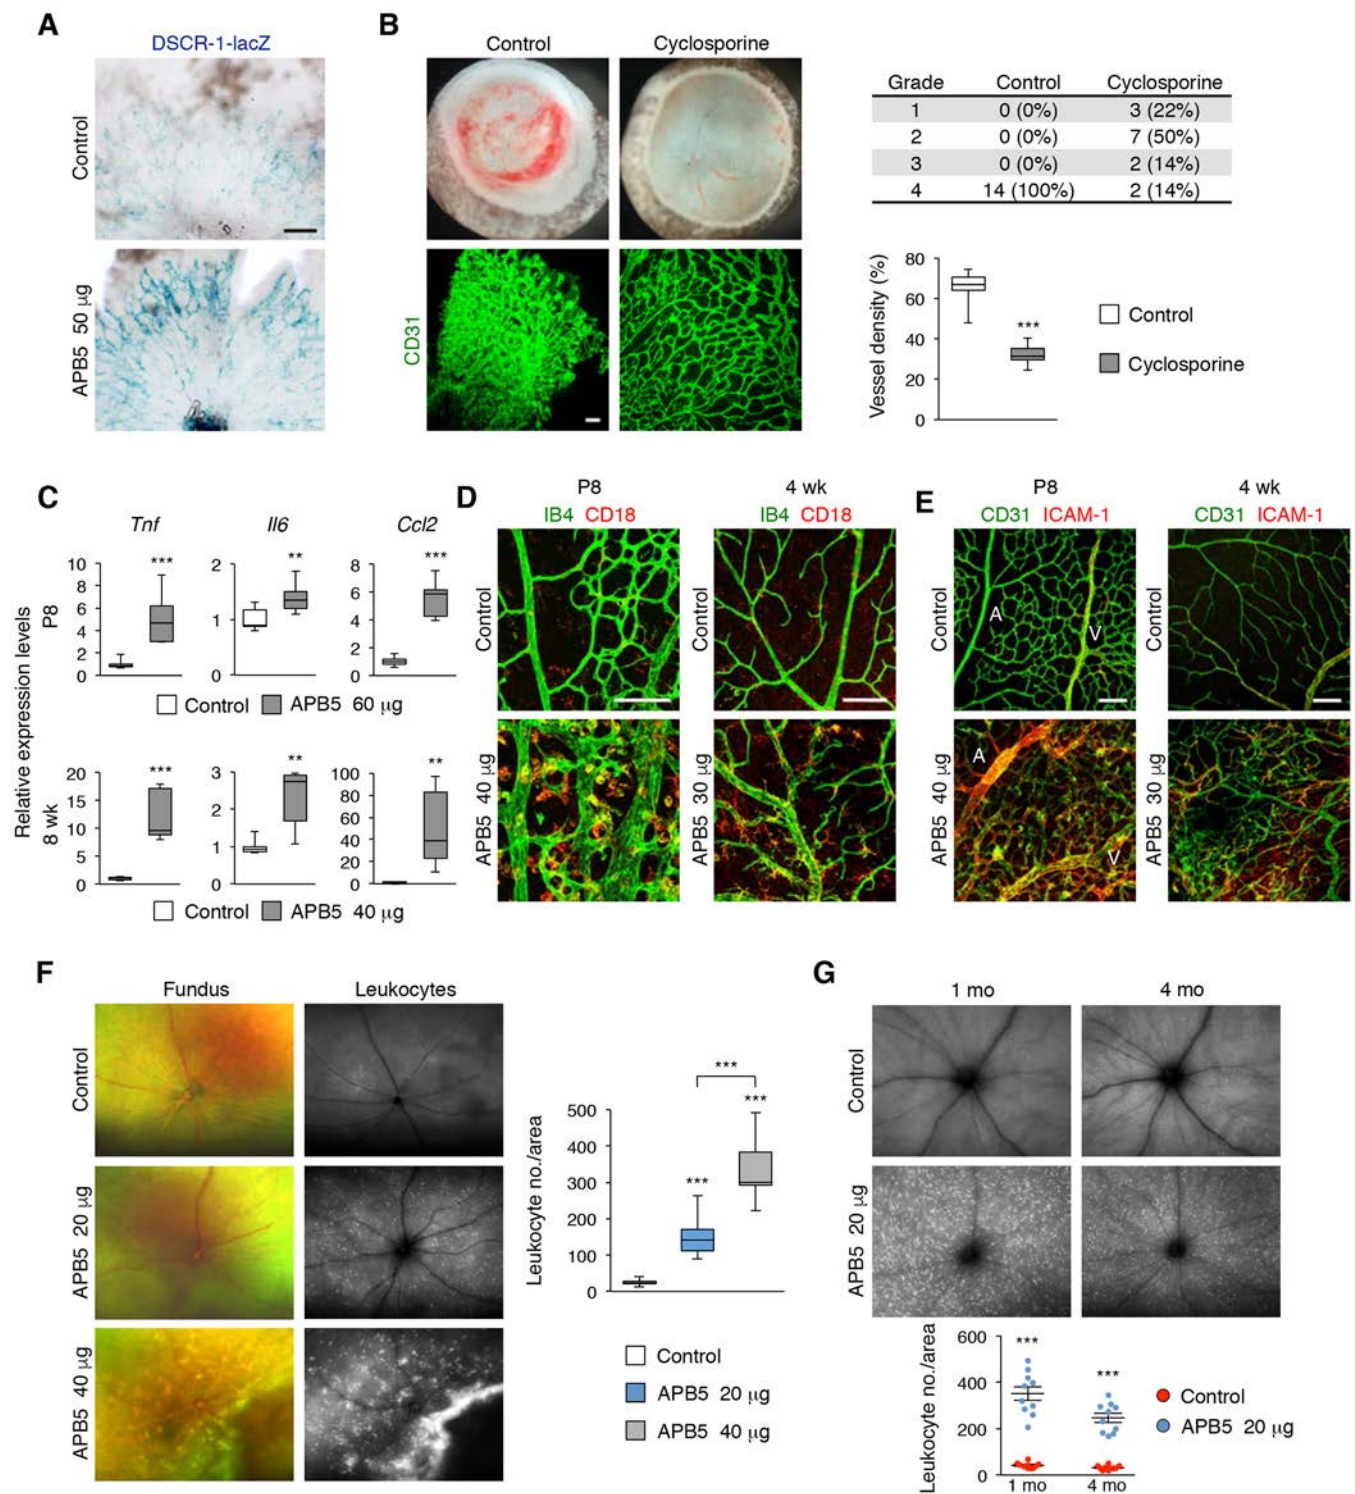 A
DSCR-1-lacZ
Control
APB5 50 μg
B
Control Cyclosporine
CD31
Grade Control Cyclosporine
1 0 (0%) 3 (22%)
2 0 (0%) 7 (50%)
3 0 (0%) 2 (14%)
4 14 (100%) 2 (14%)
Vessel density (%)
80
60
40
20
0
***
Control
Cyclosporine
C
Relative expression levels
P8
Tnf
10
8
6
4
2
0
***
Il6
2
1
0
**
Ccl2
8
6
4
2
0
***
Control APB5 60 μg
8 wk
20
15
10
5
0
***
3
2
1
0
**
100
80
60
40
20
0
**
Control APB5 40 μg
D
P8 4 wk
IB4 CD18 IB4 CD18
Control Control
APB5 40 μg APB5 30 μg
E
P8 4 wk
CD31 ICAM-1 CD31 ICAM-1
Control Control
A V
APB5 40 μg APB5 30 μg
A V
F
Fundus Leukocytes
Control
APB5 20 μg
APB5 40 μg
Leukocyte no./area
500
400
300
200
100
0
***
***
***
Control
APB5 20 μg
APB5 40 μg
G
1 mo 4 mo
Control
APB5 20 μg
Leukocyte no./area
600
400
200
0
***
***
1 mo 4 mo
Control
APB5 20 μg